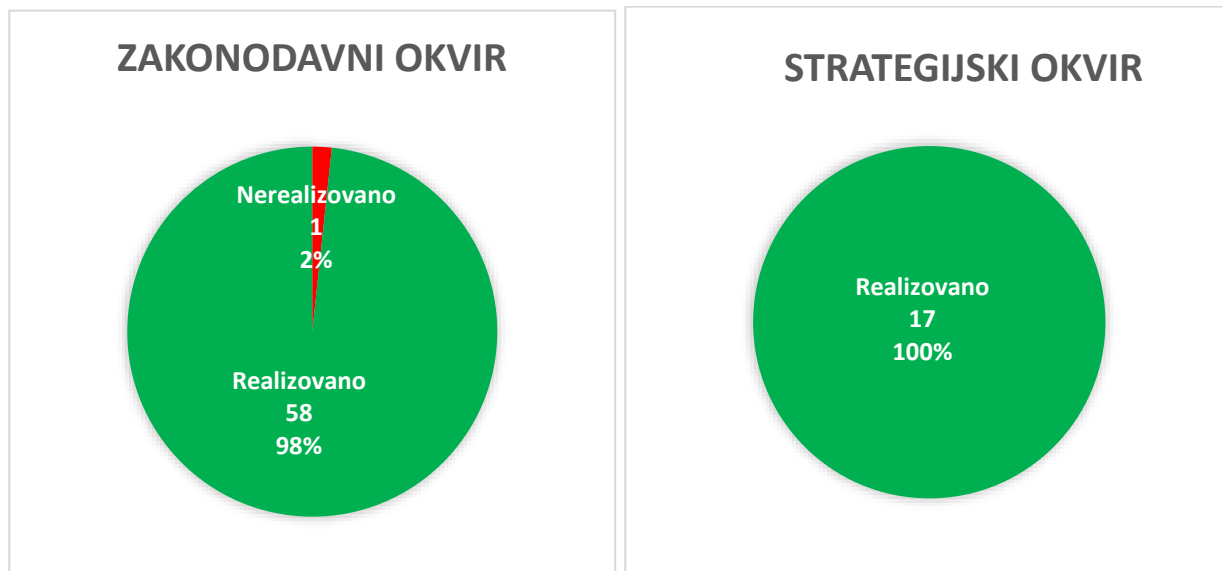 ZAKONODAVNI OKVIR
Nerealizovano
1
2%
Realizovano
58
98%
STRATEGIJSKI OKVIR
Realizovano
17
100%